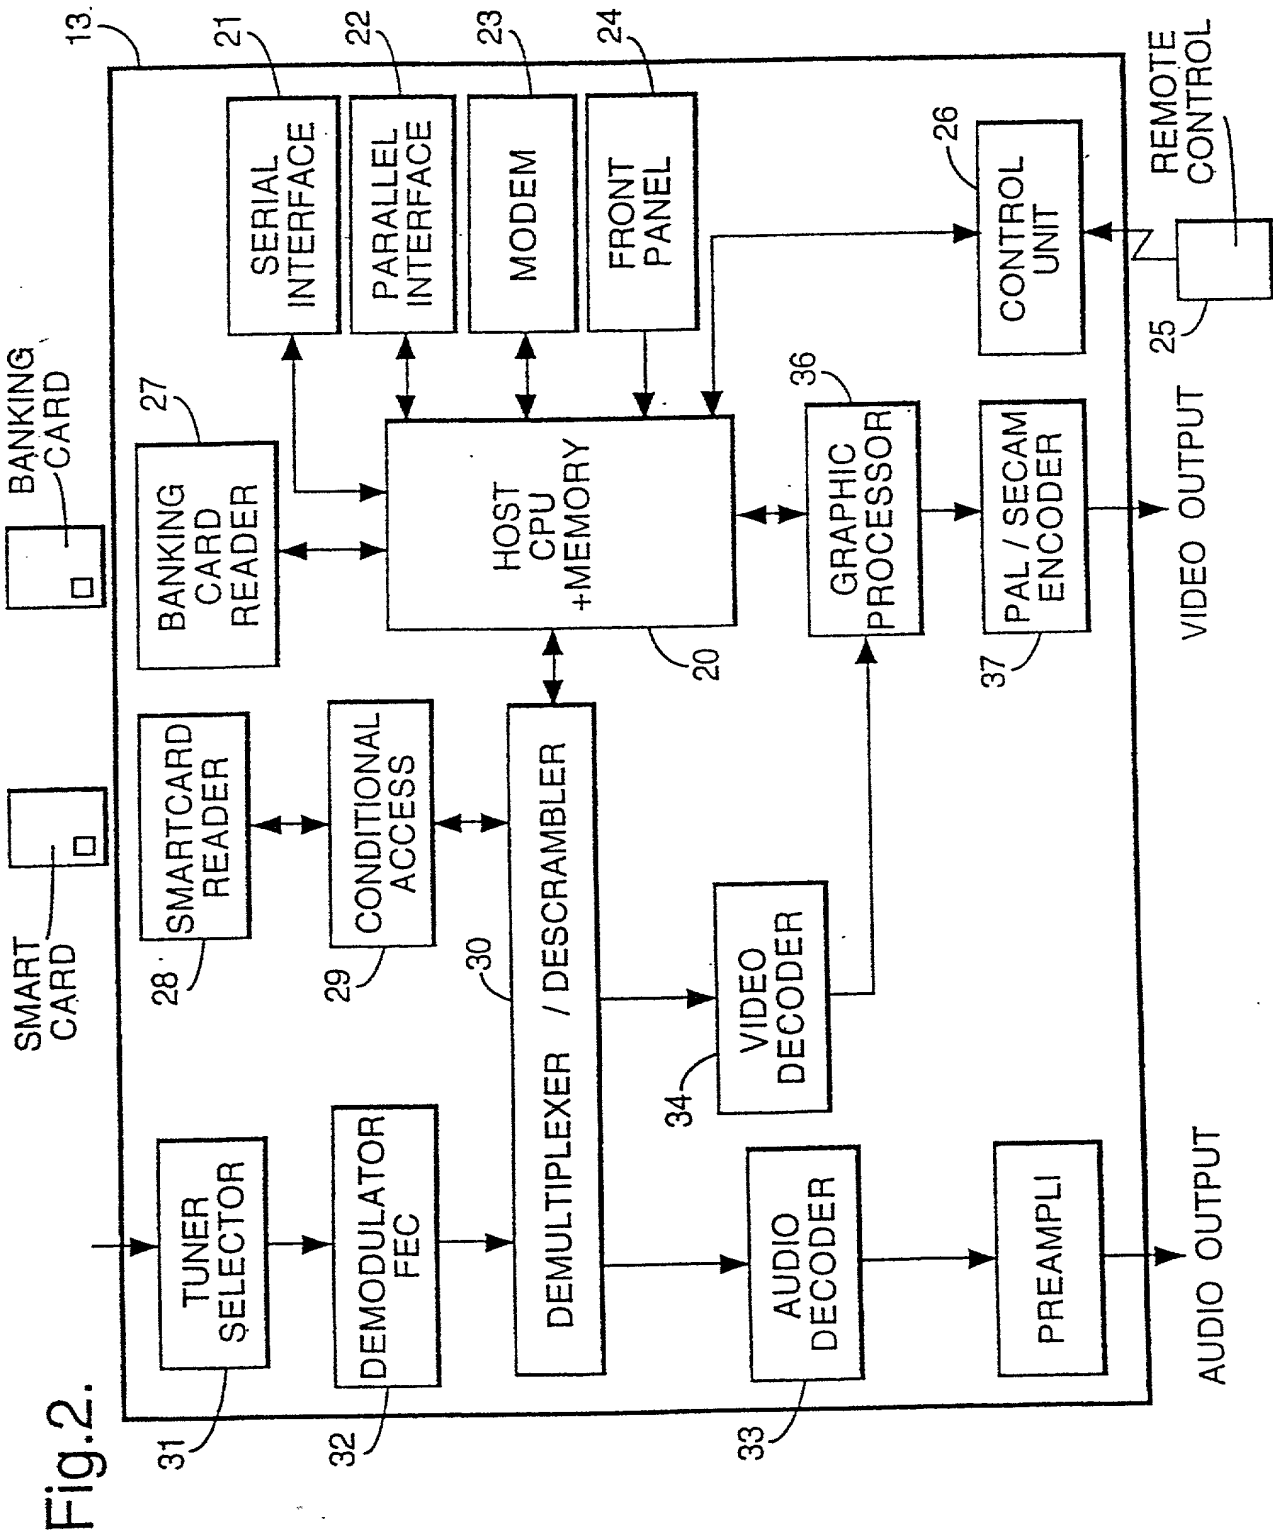 Fig.2.
SMART
CARD
BANKING
CARD
13
31
TUNER
SELECTOR
28
SMARTCARD
READER
BANKING
CARD
READER
27
SERIAL
INTERFACE
21
32
DEMODULATOR
FEC
29
CONDITIONAL
ACCESS
PARALLEL
INTERFACE
22
30
DEMULTIPLEXER / DESCRAMBLER
HOST
CPU
+MEMORY
20
MODEM
23
FRONT
PANEL
24
33
AUDIO
DECODER
34
VIDEO
DECODER
GRAPHIC
PROCESSOR
36
PREAMPLI
37
PAL / SECAM
ENCODER
CONTROL
UNIT
26
25
REMOTE
CONTROL
AUDIO OUTPUT
VIDEO OUTPUT